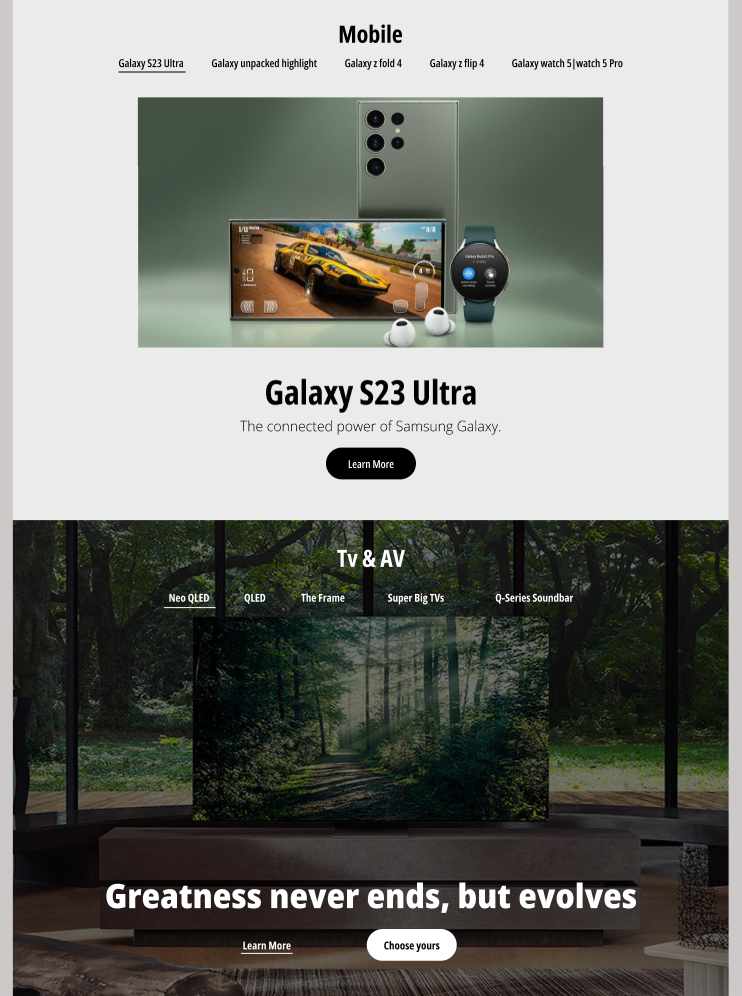 Mobile
Galaxy S23 Ultra Galaxy unpacked highlight Galaxy z fold 4 Galaxy z flip 4 Galaxy watch 5|watch 5 Pro
Galaxy S23 Ultra
The connected power of Samsung Galaxy.
Learn More
Tv & AV
Neo QLED QLED The Frame Super Big TVs Q-Series Soundbar
Greatness never ends, but evolves
Learn More Choose yours